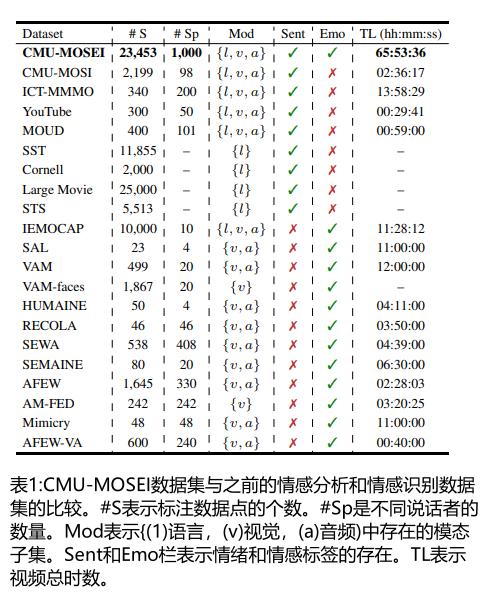 Dataset # S # Sp Mod Sent Emo TL (hh:mm:ss)
CMU-MOSEI 23,453 1,000 {l, v, a} ✓ ✓ 65:53:36
CMU-MOSI 2,199 98 {l, v, a} ✓ ✗ 02:36:17
ICT-MMMO 340 200 {l, v, a} ✓ ✗ 13:58:29
YouTube 300 50 {l, v, a} ✓ ✗ 00:29:41
MOUD 400 101 {l, v, a} ✓ ✗ 00:59:00
SST 11,855 – {l} ✓ ✗ –
Cornell 2,000 – {l} ✓ ✗ –
Large Movie 25,000 – {l} ✓ ✗ –
STS 5,513 – {l} ✓ ✗ –
IEMOCAP 10,000 10 {l, v, a} ✗ ✓ 11:28:12
SAL 23 4 {v, a} ✗ ✓ 11:00:00
VAM 499 20 {v, a} ✗ ✓ 12:00:00
VAM-faces 1,867 20 {v} ✗ ✓ –
HUMAINE 50 4 {v, a} ✗ ✓ 04:11:00
RECOLA 46 46 {v, a} ✗ ✓ 03:50:00
SEWA 538 408 {v, a} ✗ ✓ 04:39:00
SEMAINE 80 20 {v, a} ✗ ✓ 06:30:00
AFEW 1,645 330 {v, a} ✗ ✓ 02:28:03
AM-FED 242 242 {v} ✗ ✓ 03:20:25
Mimicry 48 48 {v, a} ✗ ✓ 11:00:00
AFEW-VA 600 240 {v, a} ✗ ✓ 00:40:00
表1:CMU-MOSEI数据集与之前的情感分析和情感识别数据
集的比较。#S表示标注数据点的个数。#Sp是不同说话者的
数量。Mod表示{(1)语言，(v)视觉，(a)音频}中存在的模态
子集。Sent和Emo栏表示情绪和情感标签的存在。TL表示
视频总时数。